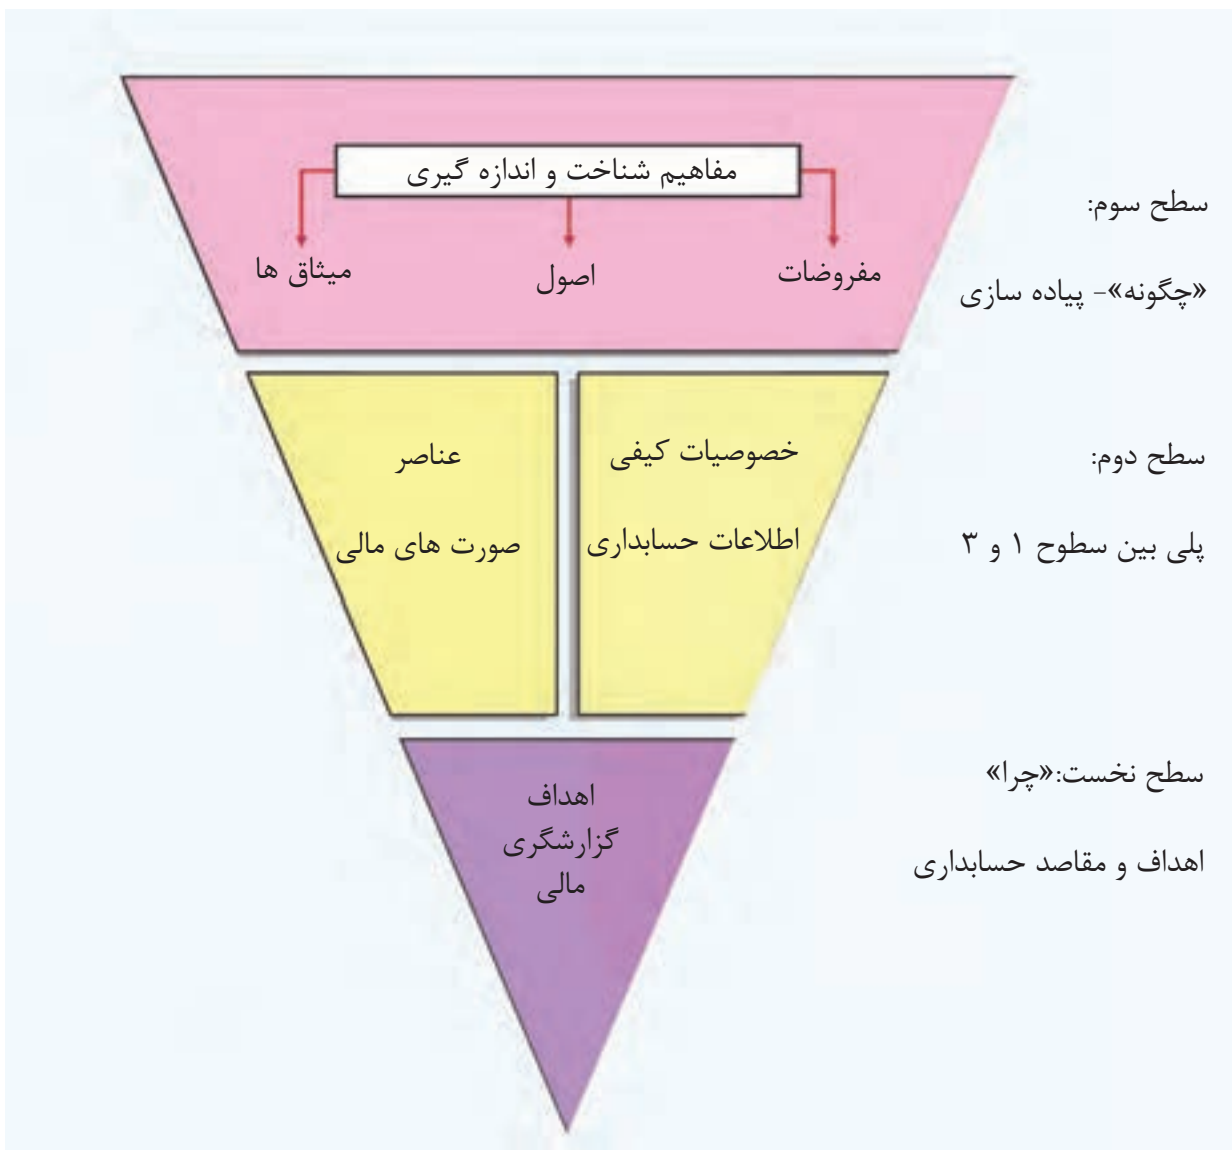 مفاهیم شناخت و اندازه گیری
مفروضات
اصول
میثاق ها
سطح سوم:
«چگونه»- پیاده سازی
خصوصیات کیفی
اطلاعات حسابداری
عناصر
صورت های مالی
سطح دوم:
پلی بین سطوح ۱ و ۳
اهداف
گزارشگری
مالی
سطح نخست:«چرا»
اهداف و مقاصد حسابداری